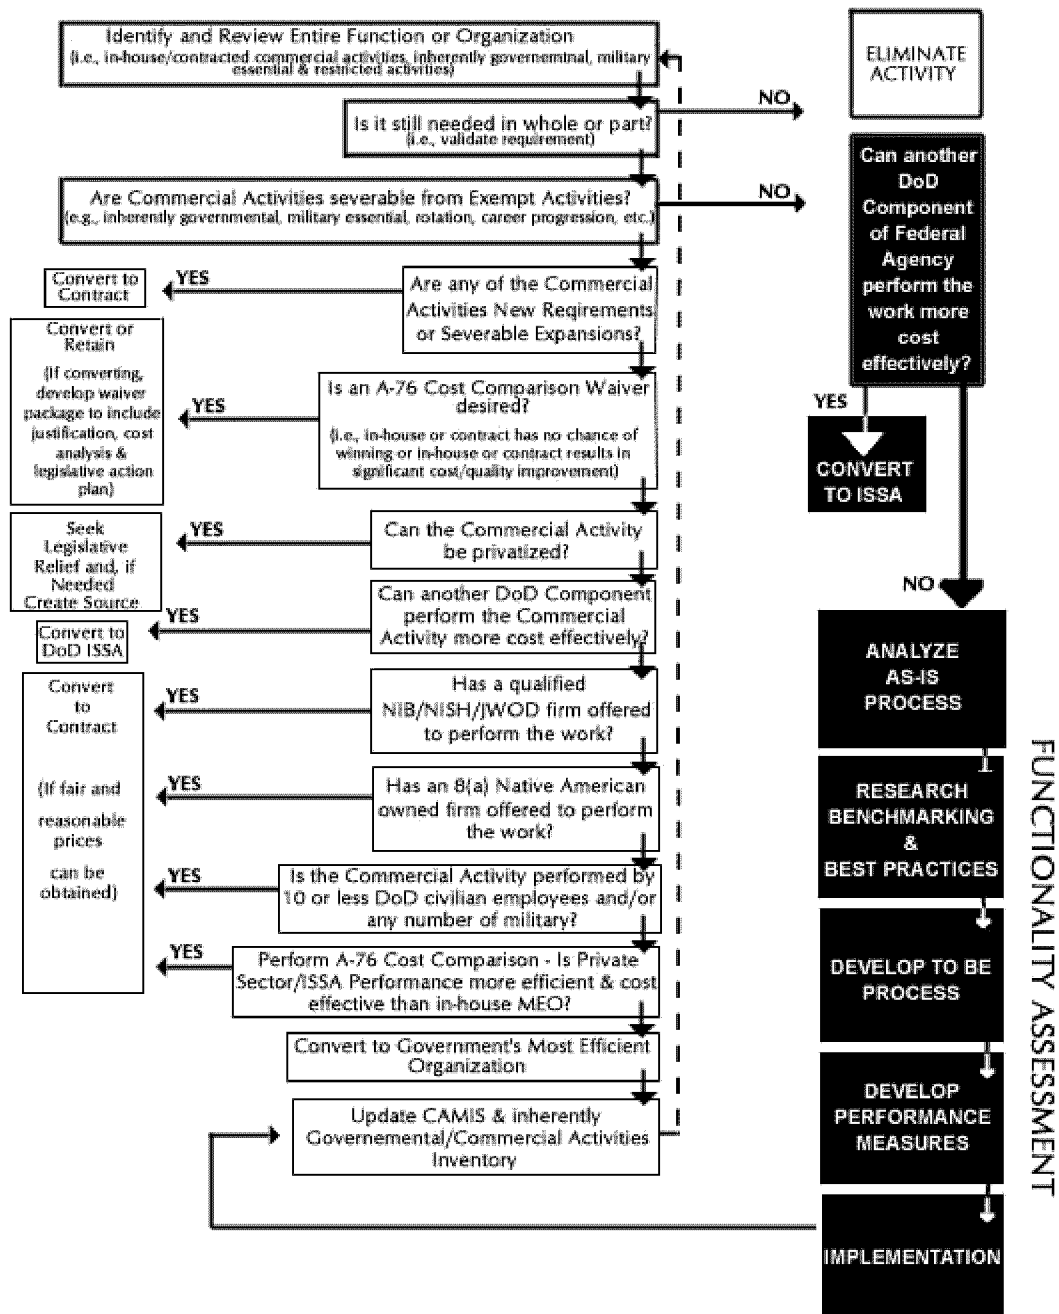 Identify and Review Entire Function or Organization
(i.e., in-house/contracted commercial activities, inherently governeminal, military
essential & restricted activities)
ELIMINATE
ACTIVITY
NO
Is it still needed in whole or part?
(i.e., validate requirement)
Are Commercial Activities severable from Exempt Activities?
(e.g., inherently governmental, military essential, rotation, career progression, etc.)
NO
Can another
DoD
Component
of Federal
Agency
perform the
work more
cost
effectively?
YES
CONVERT
TO ISSA
NO
Convert to
Contract
YES
Are any of the Commercial
Activities New Reqirements
or Severable Expansions?
Convert or
Retain
(If converting,
develop waiver
package to include
justification, cost
analysis &
legislative action
plan)
YES
Is an A-76 Cost Comparison Waiver
desired?
(i.e., in-house or contract has no chance of
winning or in-house or contract results in
significant cost/quality improvement)
Seek
Legislative
Relief and, if
Needed
Create Source
YES
Can the Commercial Activity
be privatized?
Convert to
DoD ISSA
YES
Can another DoD Component
perform the Commercial
Activity more cost effectively?
Convert
to
Contract
(If fair and
reasonable
prices
can be
obtained)
YES
Has a qualified
NIB/NISH/JWOD firm offered
to perform the work?
YES
Has an 8(a) Native American
owned firm offered to perform
the work?
YES
Is the Commercial Activity performed by
10 or less DoD civilian employees and/or
any number of military?
YES
Perform A-76 Cost Comparison - Is Private
Sector/ISSA Performance more efficient & cost
effective than in-house MEO?
Convert to Government's Most Efficient
Organization
Update CAMIS & inherently
Governemental/Commercial Activities
Inventory
ANALYZE
AS-IS
PROCESS
RESEARCH
BENCHMARKING
&
BEST PRACTICES
DEVELOP TO BE
PROCESS
DEVELOP
PERFORMANCE
MEASURES
IMPLEMENTATION
FUNCTIONALITY ASSESSMENT